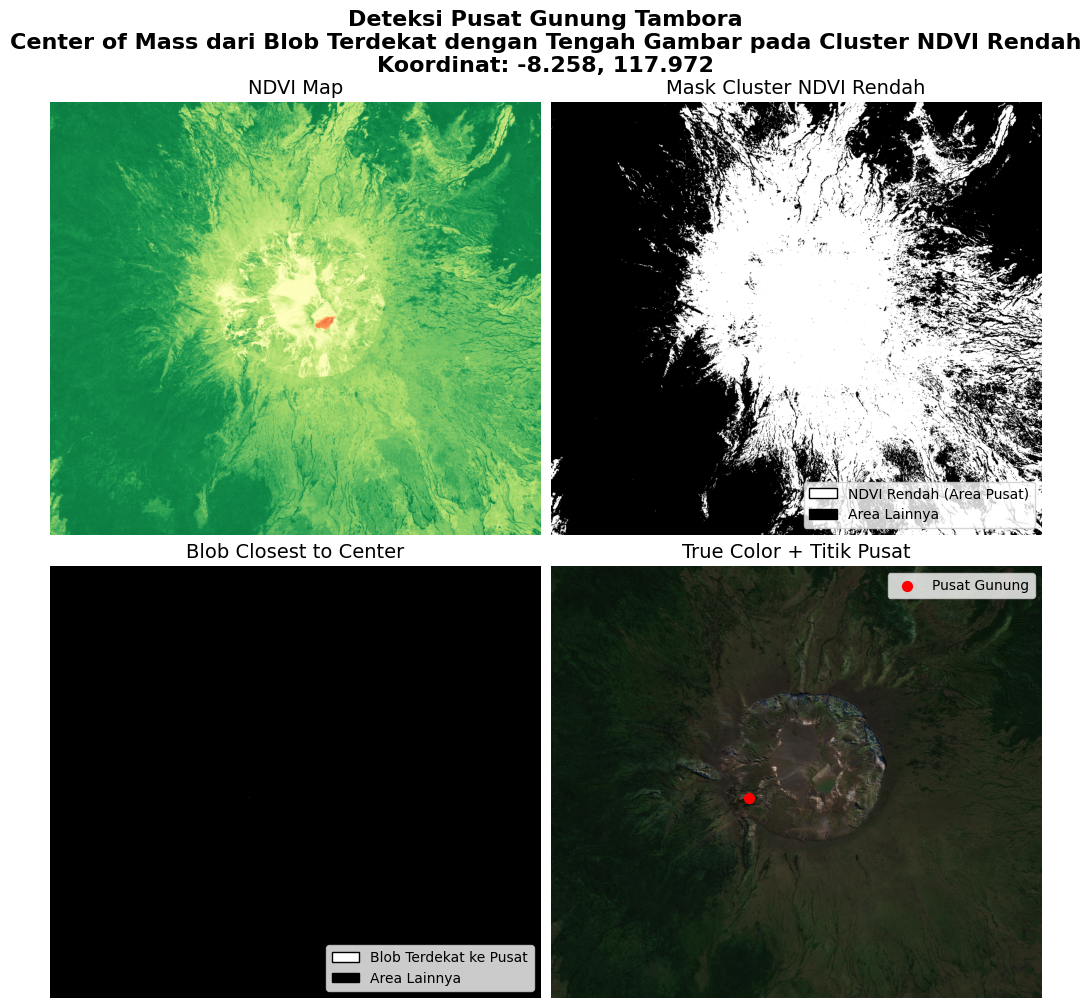 Deteksi Pusat Gunung Tambora
Center of Mass dari Blob Terdekat dengan Tengah Gambar pada Cluster NDVI Rendah
Koordinat: -8.258, 117.972
NDVI Map
Mask Cluster NDVI Rendah
NDVI Rendah (Area Pusat)
Area Lainnya
Blob Closest to Center
True Color + Titik Pusat
Pusat Gunung
Blob Terdekat ke Pusat
Area Lainnya